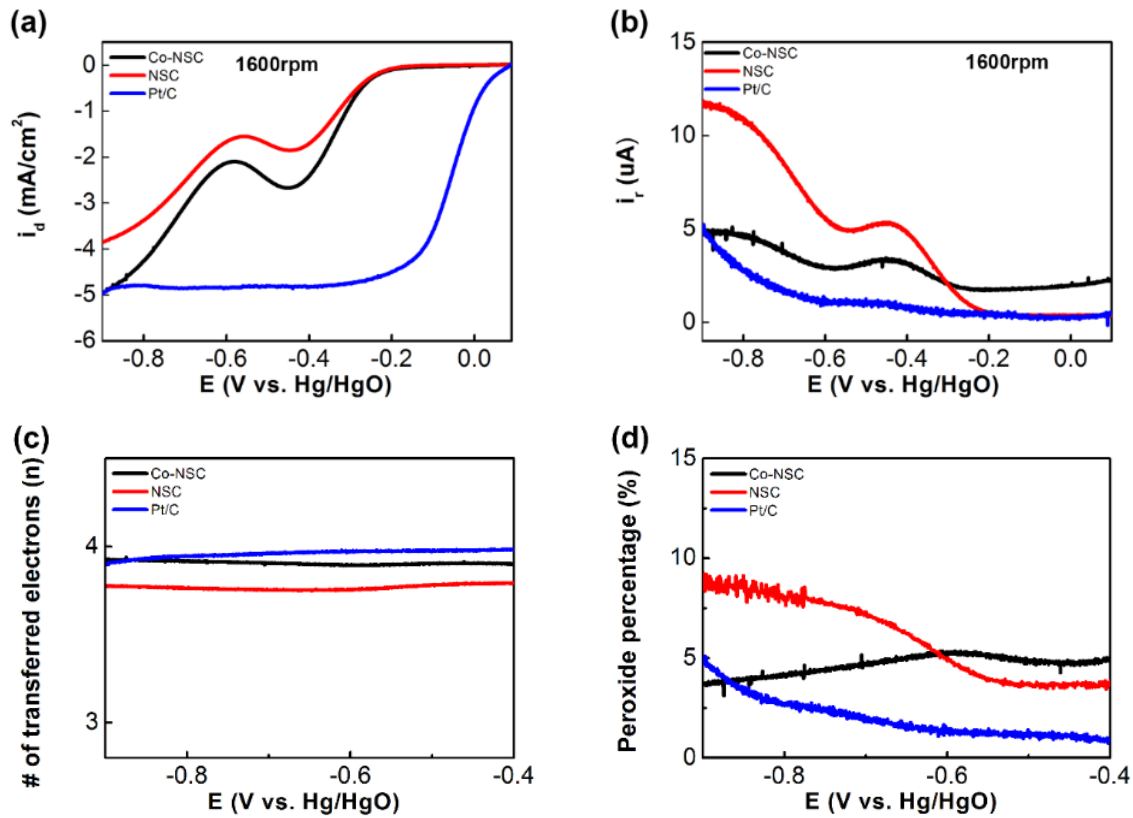 (a)
Co-NSC
NSC
Pt/C
1600rpm
0
-1
-2
-3
-4
-5
-6
i_d (mA/cm²)
-0.8
-0.6
-0.4
-0.2
0.0
E (V vs. Hg/HgO)
(b)
Co-NSC
NSC
Pt/C
1600rpm
15
10
5
0
i_r (uA)
-0.8
-0.6
-0.4
-0.2
0.0
E (V vs. Hg/HgO)
(c)
Co-NSC
NSC
Pt/C
4
3
# of transferred electrons (n)
-0.8
-0.6
-0.4
E (V vs. Hg/HgO)
(d)
Co-NSC
NSC
Pt/C
15
10
5
0
Peroxide percentage (%)
-0.8
-0.6
-0.4
E (V vs. Hg/HgO)